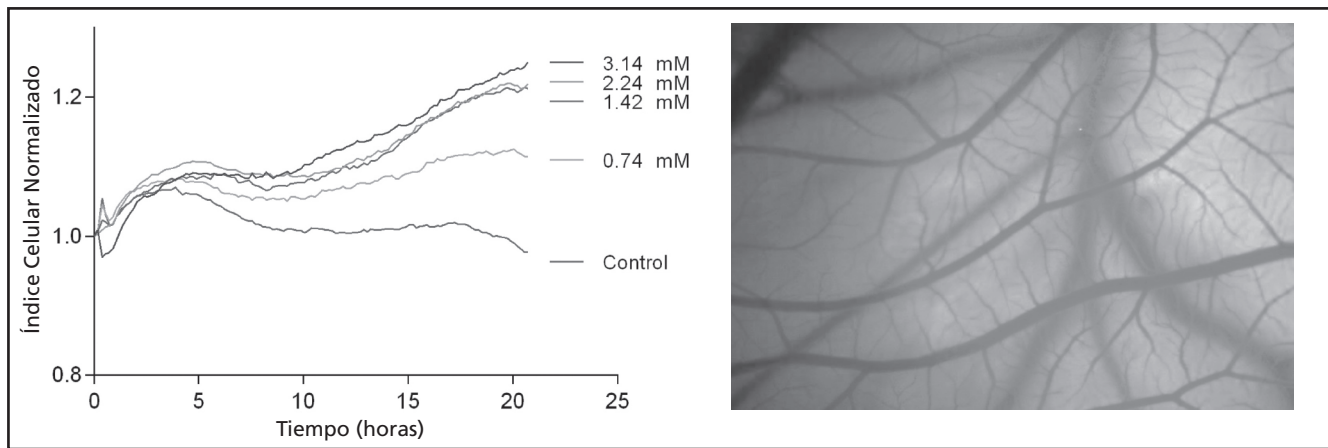 Índice Celular Normalizado
1.2
1.0
0.8
0
5
10
15
20
25
Tiempo (horas)
3.14 mM
2.24 mM
1.42 mM
0.74 mM
Control